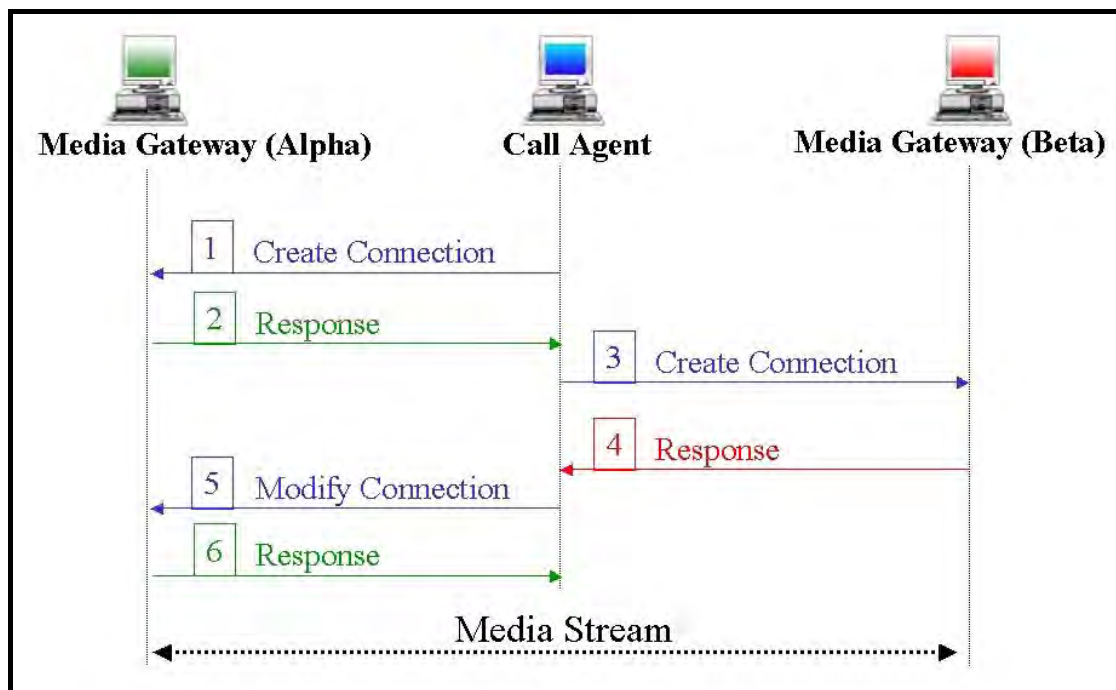 Media Gateway (Alpha)
Call Agent
Media Gateway (Beta)
1 Create Connection
2 Response
3 Create Connection
4 Response
5 Modify Connection
6 Response
Media Stream